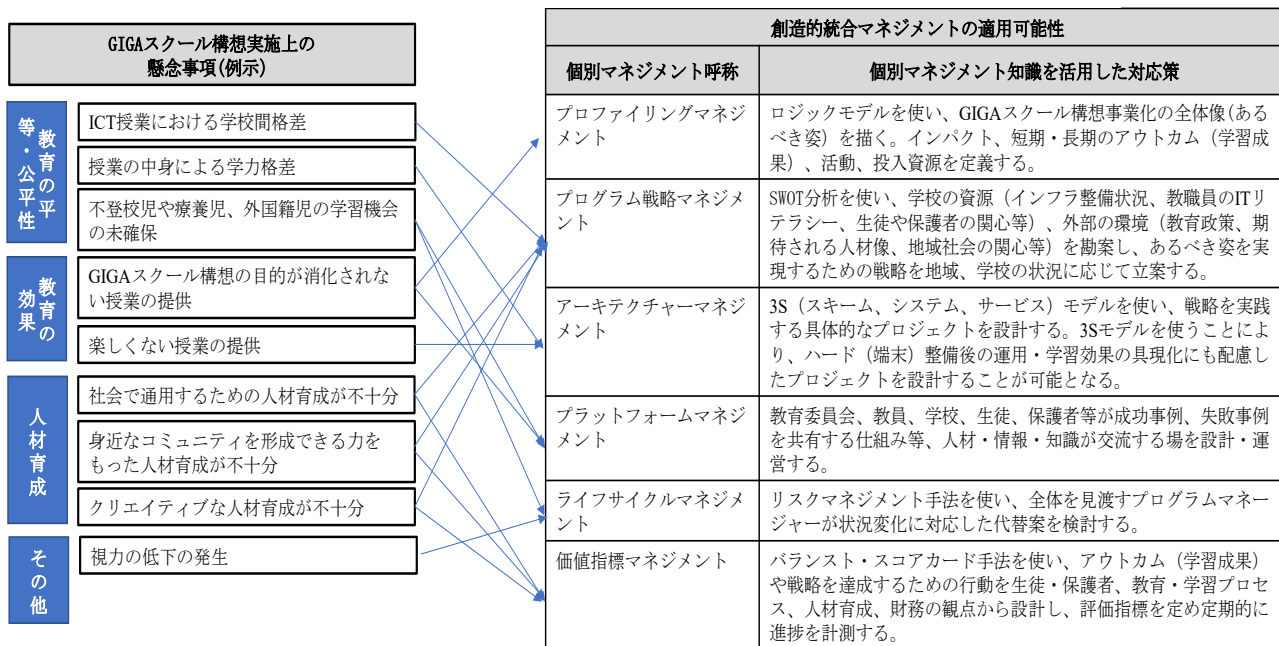 GIGAスクール構想実施上の
懸念事項(例示)
教育の平
等・公平性
ICT授業における学校間格差
授業の中身による学力格差
不登校児や療養児、外国籍児の学習機会
の未確保
教育の
効果
GIGAスクール構想の目的が消化されな
い授業の提供
楽しくない授業の提供
人材育成
社会で通用するための人材育成が不十分
身近なコミュニティを形成できる力を
もった人材育成が不十分
クリエイティブな人材育成が不十分
その他
視力の低下の発生
創造的統合マネジメントの適用可能性
個別マネジメント呼称
個別マネジメント知識を活用した対応策
プロファイリングマネジ
メント
ロジックモデルを使い、GIGAスクール構想事業化の全体像(ある
べき姿）を描く。インパクト、短期・長期のアウトカム（学習成
果）、活動、投入資源を定義する。
プログラム戦略マネジメ
ント
SWOT分析を使い、学校の資源（インフラ整備状況、教職員のITリ
テラシー、生徒や保護者の関心等）、外部の環境（教育政策、期
待される人材像、地域社会の関心等）を勘案し、あるべき姿を実
現するための戦略を地域、学校の状況に応じて立案する。
アーキテクチャーマネジ
メント
3S（スキーム、システム、サービス）モデルを使い、戦略を実践
する具体的なプロジェクトを設計する。3Sモデルを使うことによ
り、ハード（端末）整備後の運用・学習効果の具現化にも配慮し
たプロジェクトを設計することが可能となる。
プラットフォームマネジ
メント
教育委員会、教員、学校、生徒、保護者等が成功事例、失敗事例
を共有する仕組み等、人材・情報・知識が交流する場を設計・運
営する。
ライフサイクルマネジメ
ント
リスクマネジメント手法を使い、全体を見渡すプログラムマネー
ジャーが状況変化に対応した代替案を検討する。
価値指標マネジメント
バランスト・スコアカード手法を使い、アウトカム（学習成果）
や戦略を達成するための行動を生徒・保護者、教育・学習プロセ
ス、人材育成、財務の観点から設計し、評価指標を定め定期的に
進捗を計測する。